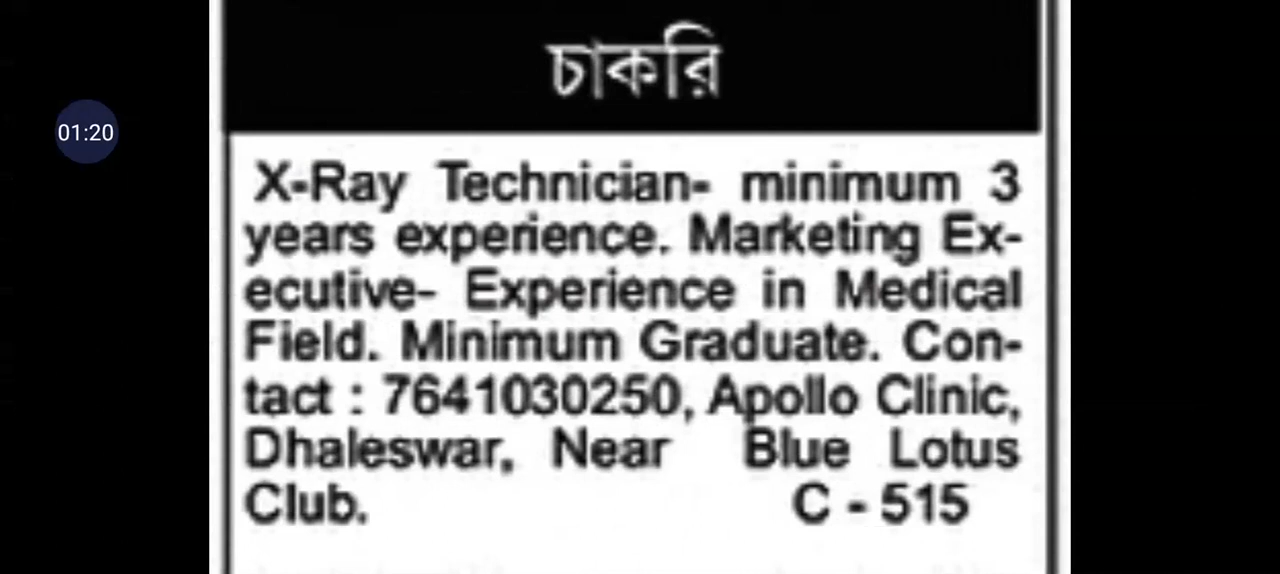 চাকরি
01:20
X-Ray Technician- minimum 3
years experience. Marketing Ex-
ecutive- Experience in Medical
Field. Minimum Graduate. Con-
tact : 7641030250, Apollo Clinic,
Dhaleswar, Near Blue Lotus
Club. C - 515